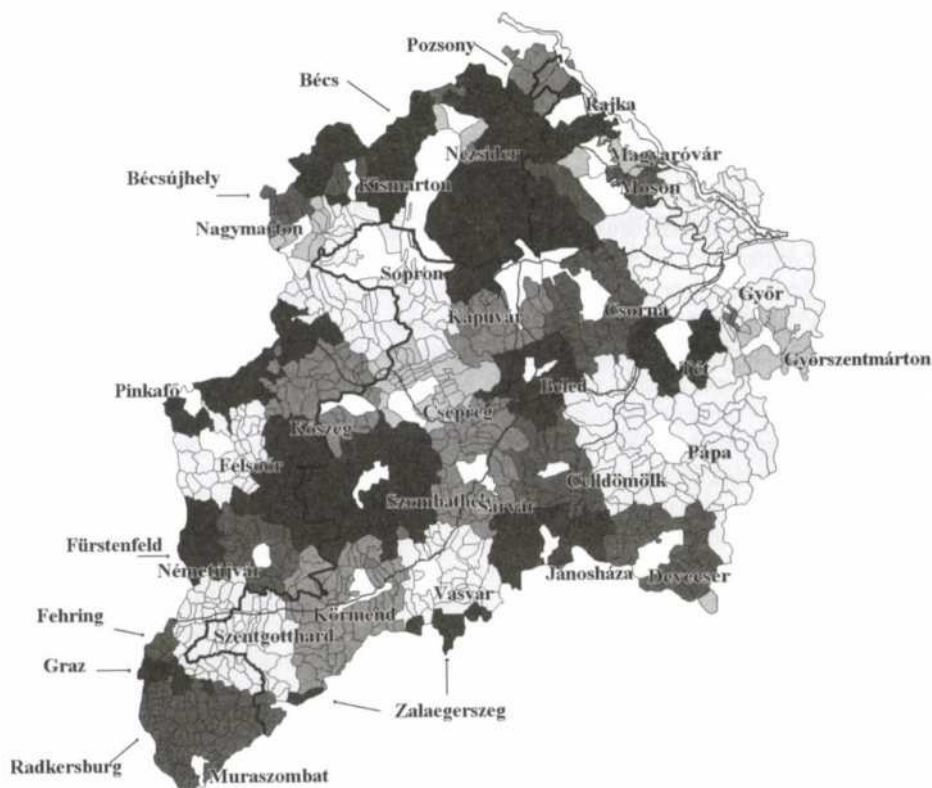 Pozsony
Bécs
Rajka
Nezsider
Magyaróvár
Bécsújhely
Kismarton
Moson
Nagymarton
Sopron
Győr
Kapuvár
Csorna
Győrszentmárton
Tét
Pinkafő
Beled
Csepreg
Kőszeg
Pápa
Felsőőr
Celldömölk
Szombathely
Sárvár
Fürstenfeld
Németújvár
Jánosháza
Devecser
Vasvár
Fehring
Körmend
Szentgotthard
Graz
Zalaegerszeg
Radkersburg
Muraszombat